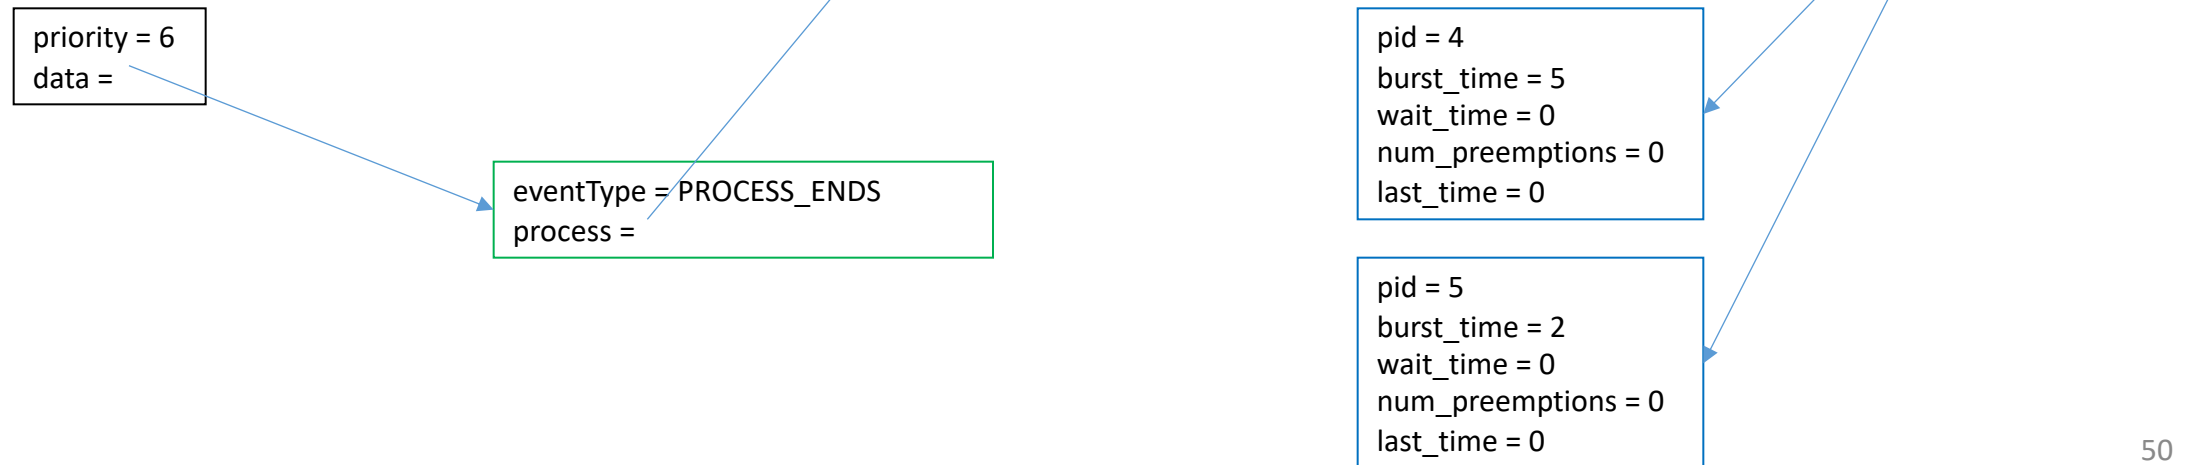 priority = 6
data =
eventType = PROCESS_ENDS
process =
pid = 4
burst_time = 5
wait_time = 0
num_preemptions = 0
last_time = 0
pid = 5
burst_time = 2
wait_time = 0
num_preemptions = 0
last_time = 0
50